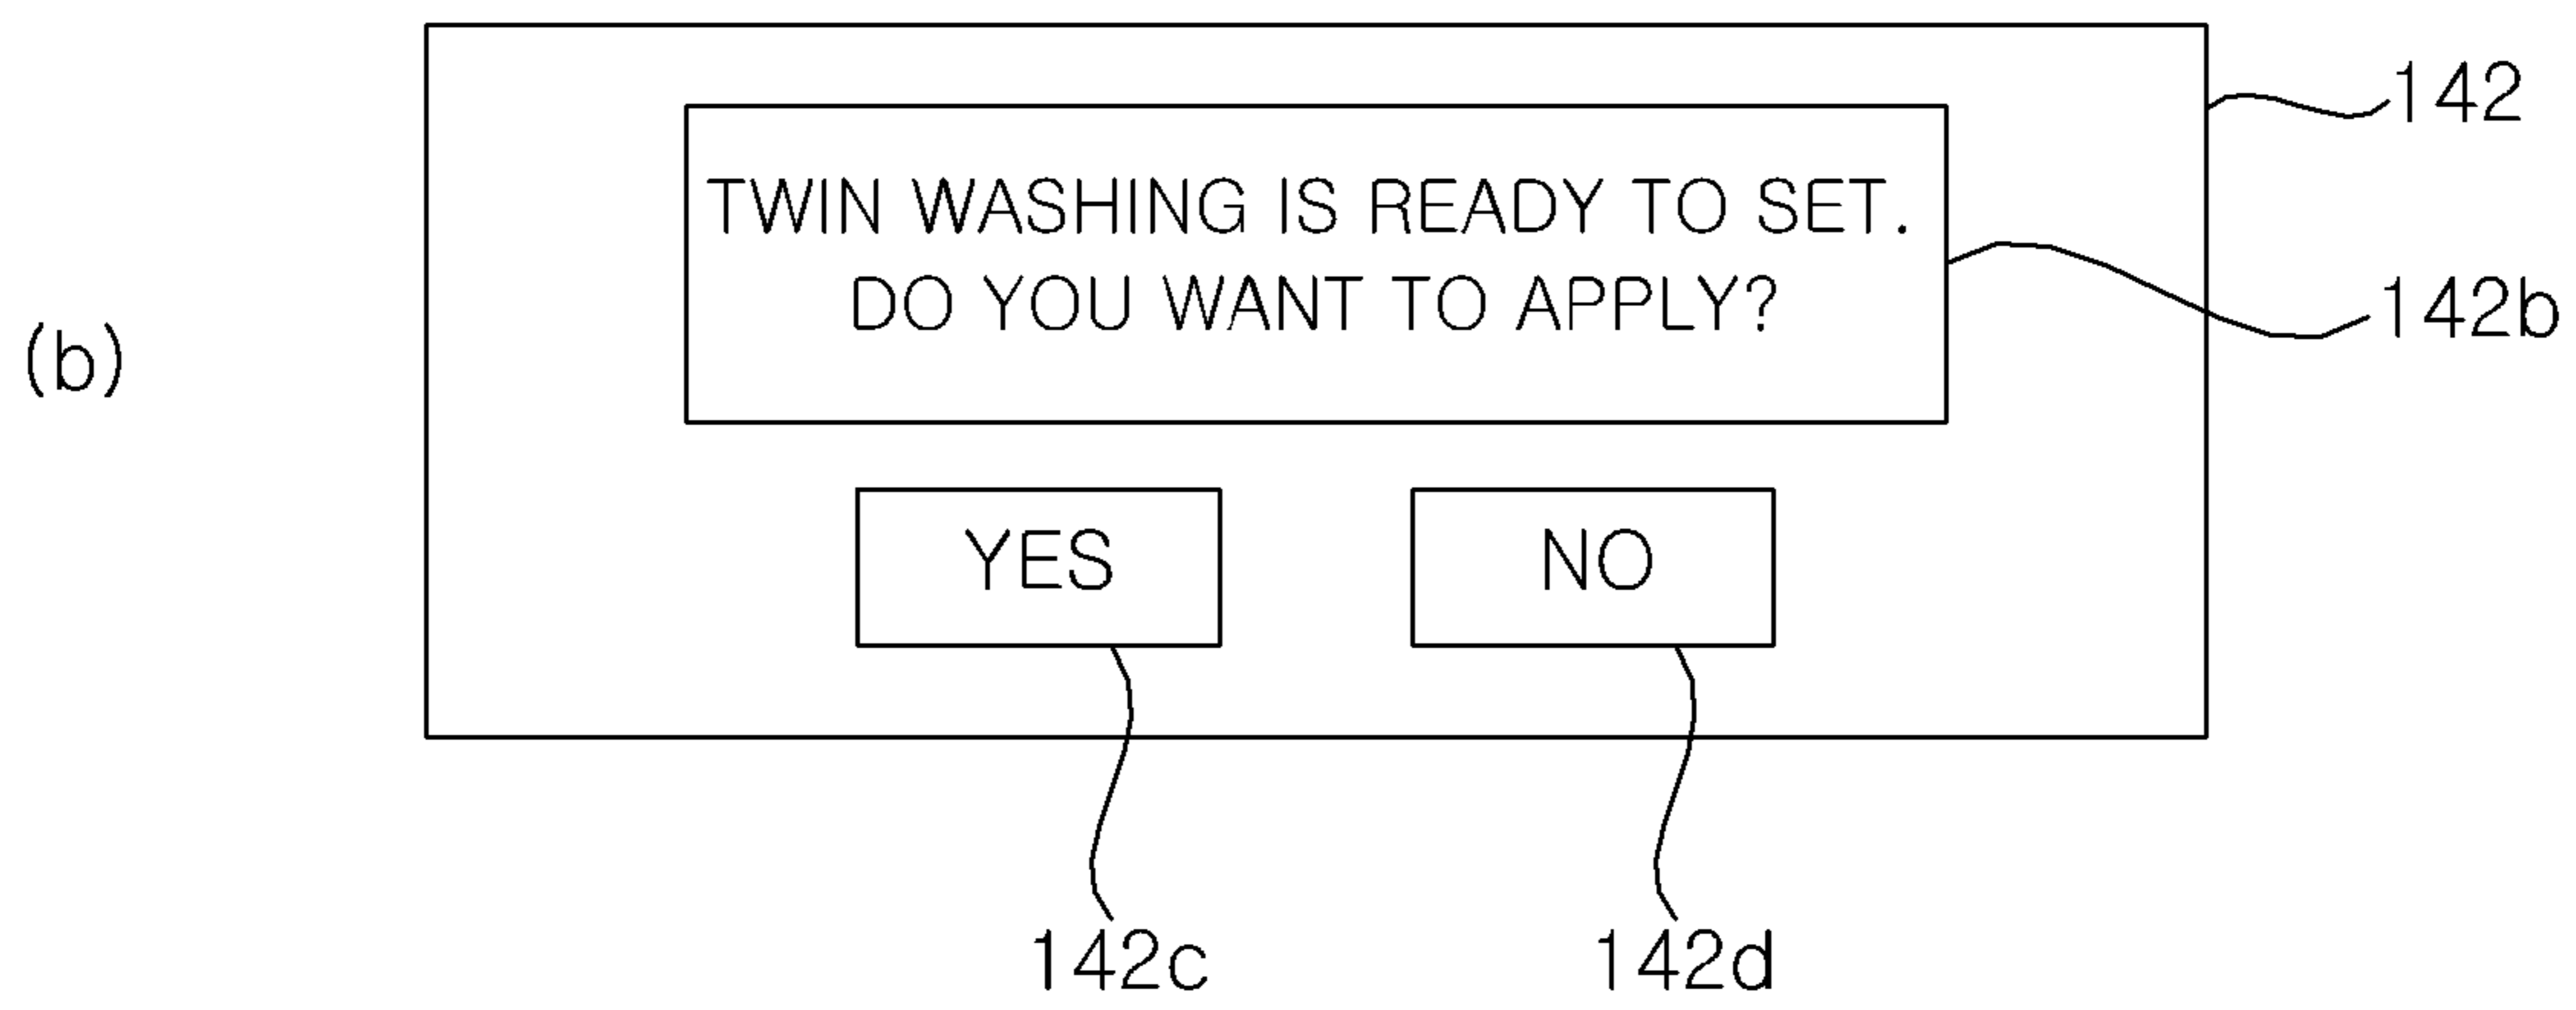 142
TWIN WASHING IS READY TO SET.
DO YOU WANT TO APPLY?
142b
(b)
YES
NO
142c
142d